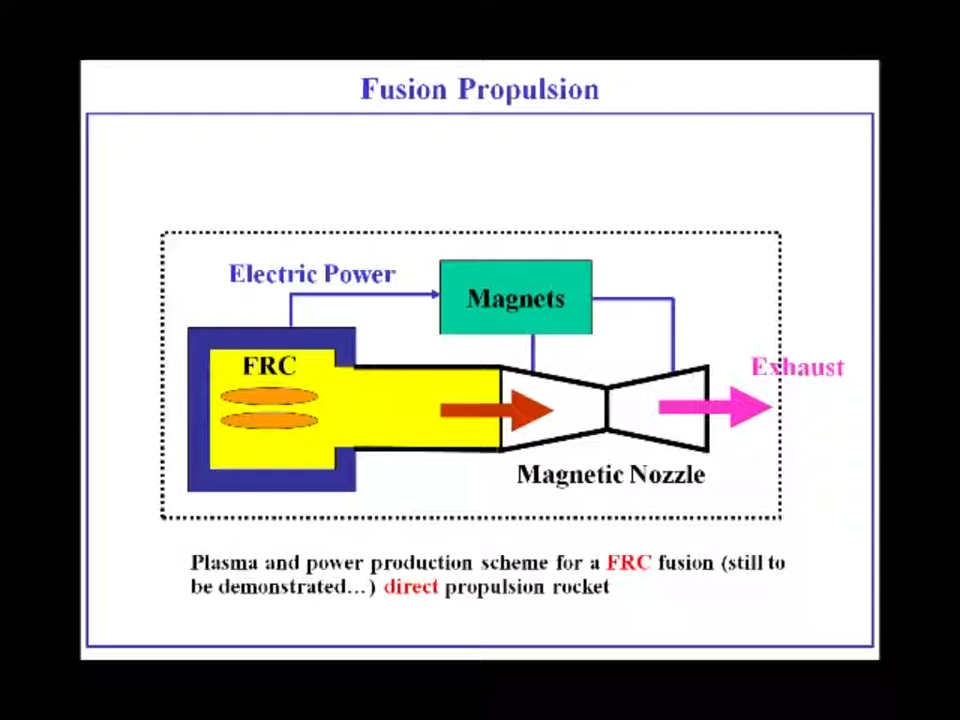 Fusion Propulsion
Electric Power
Magnets
FRC
Exhaust
Magnetic Nozzle
Plasma and power production scheme for a FRC fusion (still to
be demonstrated...) direct propulsion rocket